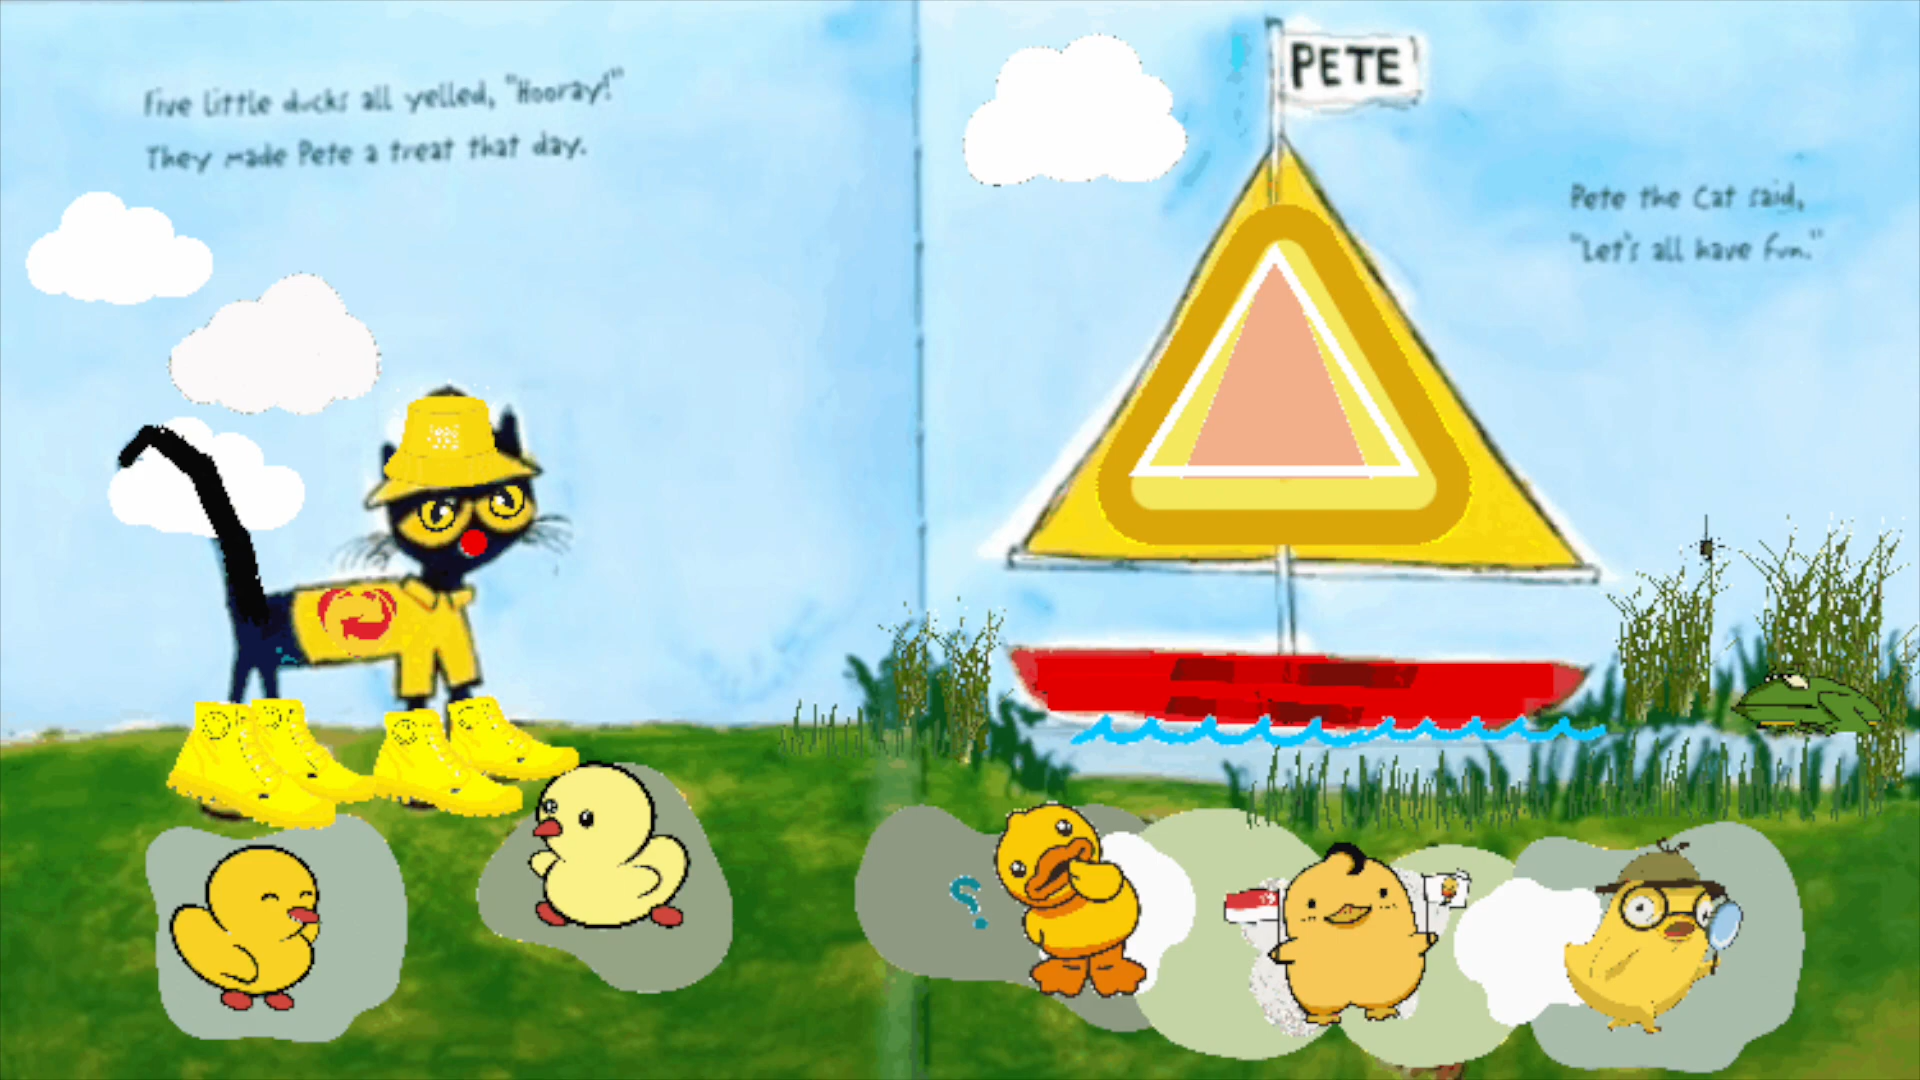 Five little ducks all yelled, "Hooray!"
They made Pete a treat that day.
PETE
Pete the Cat said,
"Let's all have fun."
?